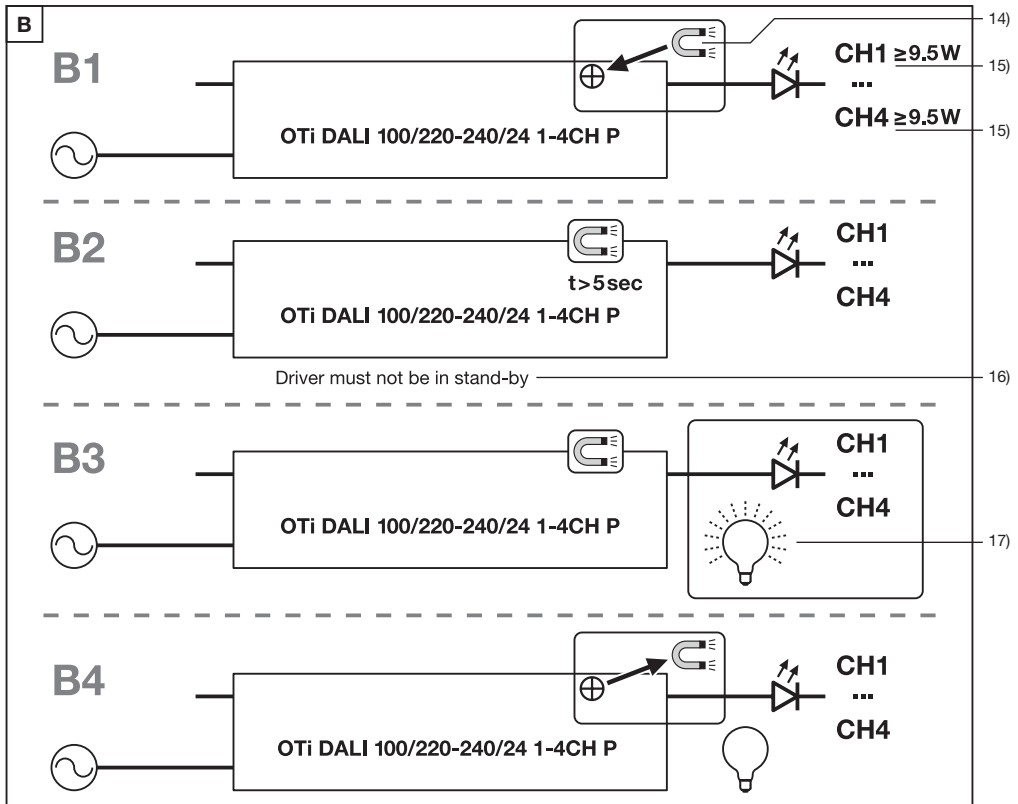 B
B1
14)
CH1 ≥9.5W
15)
...
CH4 ≥9.5W
15)
OTi DALI 100/220-240/24 1-4CH P
B2
CH1
...
CH4
t>5sec
OTi DALI 100/220-240/24 1-4CH P
Driver must not be in stand-by
16)
B3
CH1
...
CH4
OTi DALI 100/220-240/24 1-4CH P
17)
B4
CH1
...
CH4
OTi DALI 100/220-240/24 1-4CH P